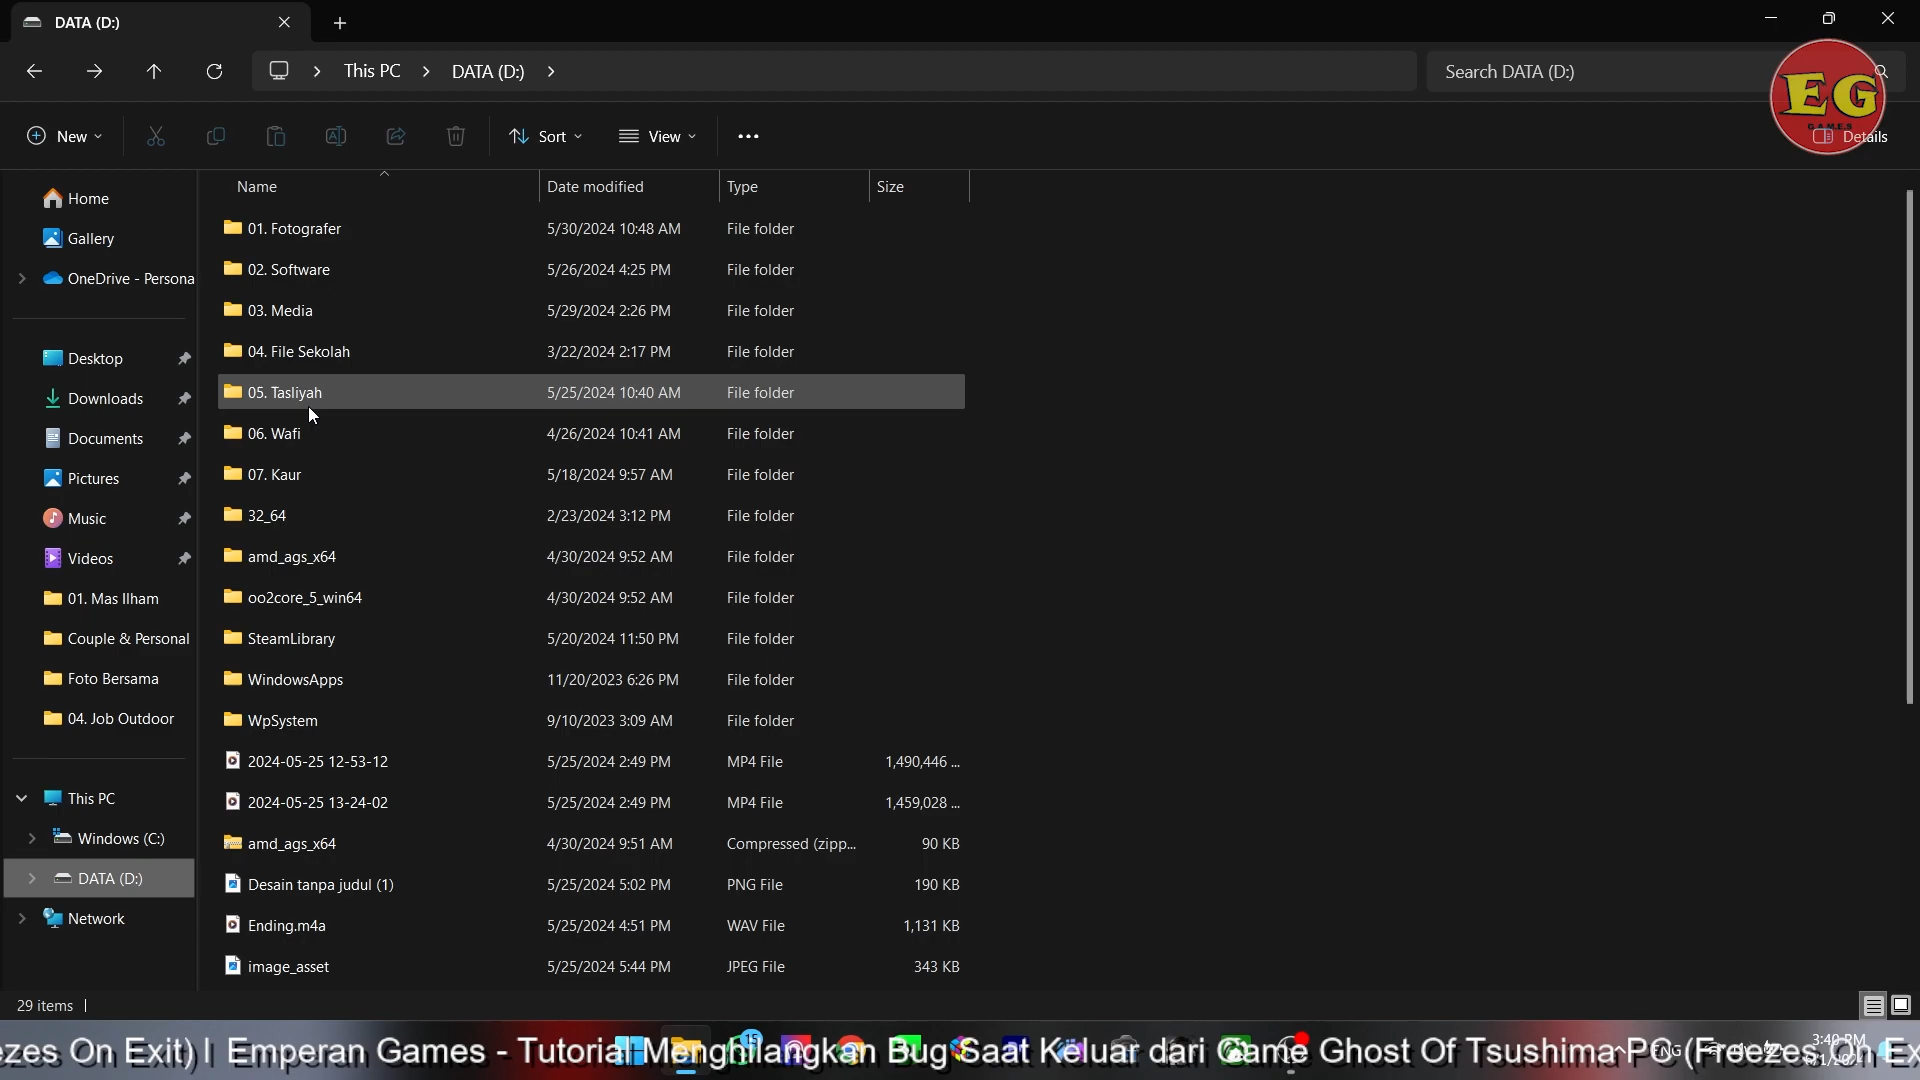 DATA (D:)
This PC
DATA (D:)
Search DATA (D:)
EG
GAMES
New
Sort
View
Details
Name
Date modified
Type
Size
Home
Gallery
OneDrive - Persona
Desktop
Downloads
Documents
Pictures
Music
Videos
01. Mas Ilham
Couple & Personal
Foto Bersama
04. Job Outdoor
This PC
Windows (C:)
DATA (D:)
Network
01. Fotografer 5/30/2024 10:48 AM File folder
02. Software 5/26/2024 4:25 PM File folder
03. Media 5/29/2024 2:26 PM File folder
04. File Sekolah 3/22/2024 2:17 PM File folder
05. Tasliyah 5/25/2024 10:40 AM File folder
06. Wafi 4/26/2024 10:41 AM File folder
07. Kaur 5/18/2024 9:57 AM File folder
32_64 2/23/2024 3:12 PM File folder
amd_ags_x64 4/30/2024 9:52 AM File folder
oo2core_5_win64 4/30/2024 9:52 AM File folder
SteamLibrary 5/20/2024 11:50 PM File folder
WindowsApps 11/20/2023 6:26 PM File folder
WpSystem 9/10/2023 3:09 AM File folder
2024-05-25 12-53-12 5/25/2024 2:49 PM MP4 File 1,490,446 ...
2024-05-25 13-24-02 5/25/2024 2:49 PM MP4 File 1,459,028 ...
amd_ags_x64 4/30/2024 9:51 AM Compressed (zipp... 90 KB
Desain tanpa judul (1) 5/25/2024 5:02 PM PNG File 190 KB
Ending.m4a 5/25/2024 4:51 PM WAV File 1,131 KB
image_asset 5/25/2024 5:44 PM JPEG File 343 KB
29 items
zes On Exit) | Emperan Games - Tutorial Menghilangkan Bug Saat Keluar dari Game Ghost Of Tsushima PC (Freezes On Ex
15
ENG
3:40 PM